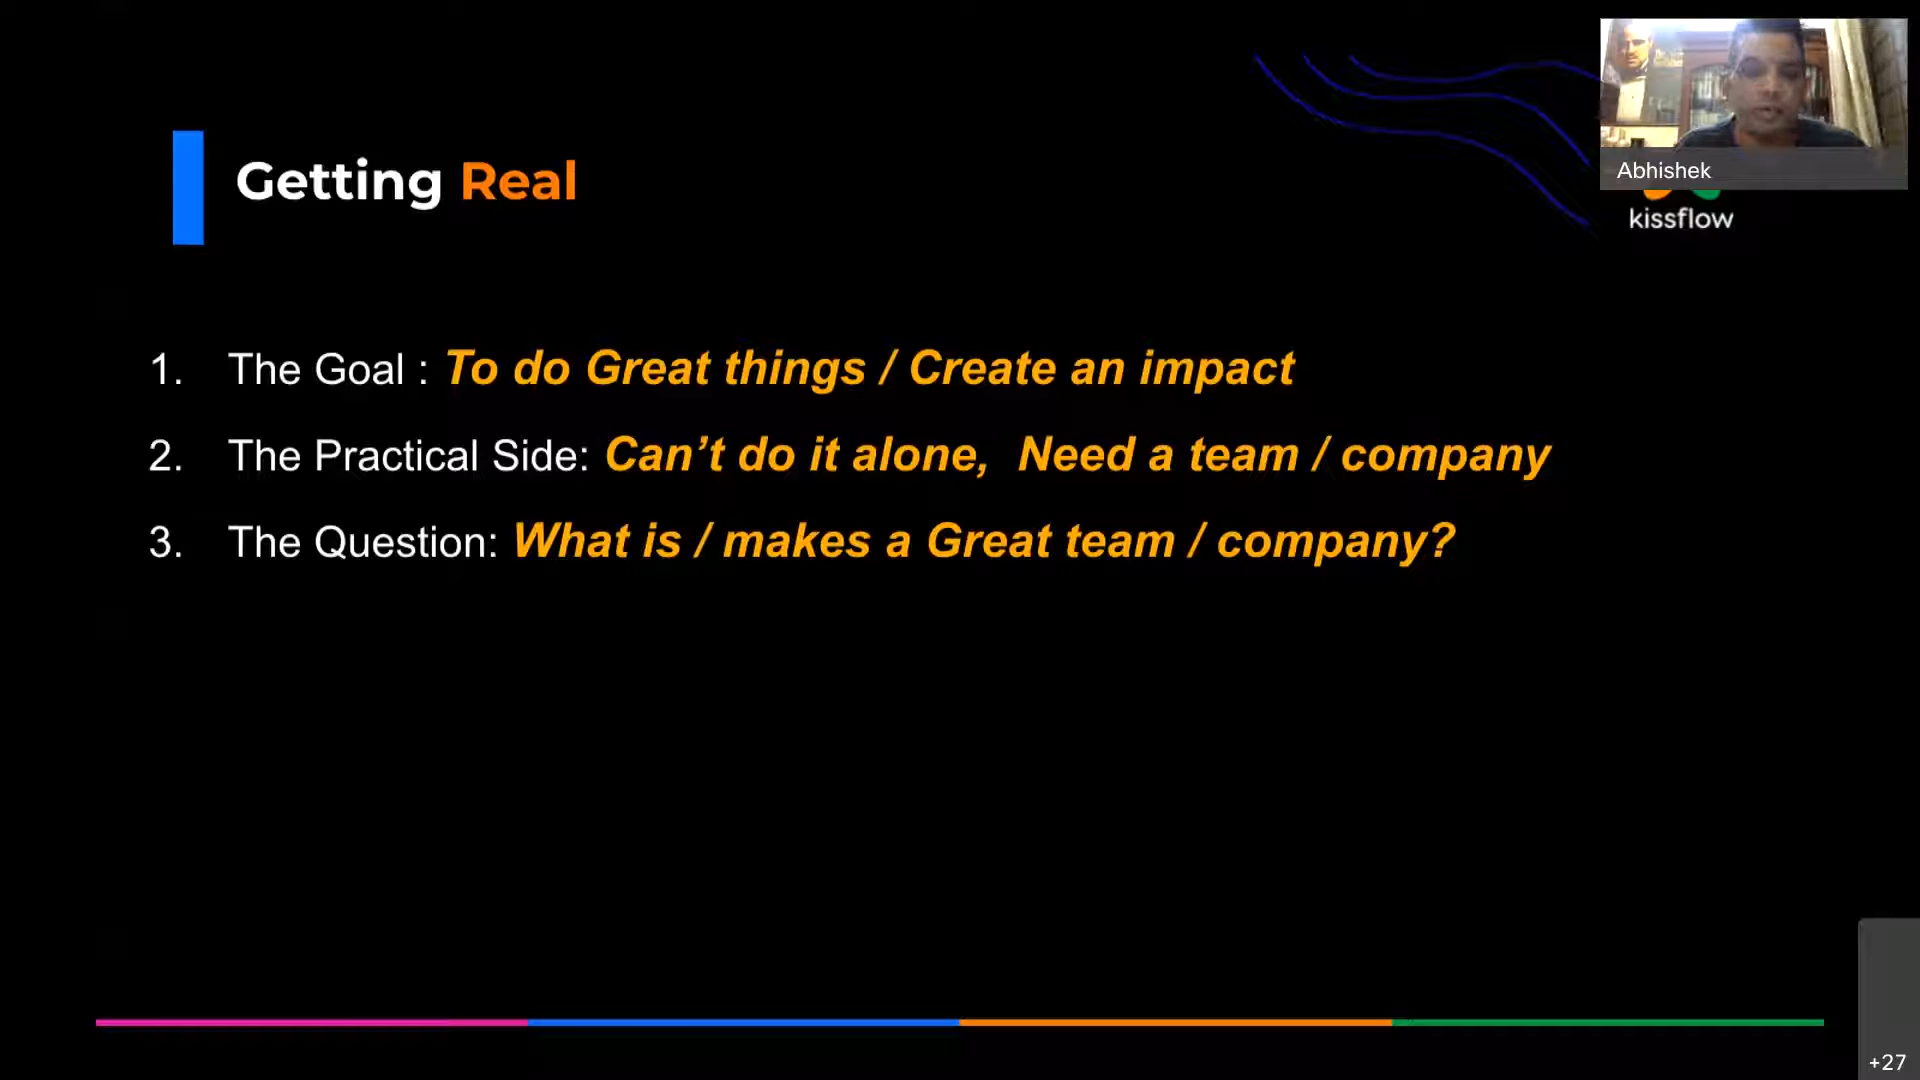 Getting Real
Abhishek
kissflow
1. The Goal : To do Great things / Create an impact
2. The Practical Side: Can’t do it alone,  Need a team / company
3. The Question: What is / makes a Great team / company?
+27